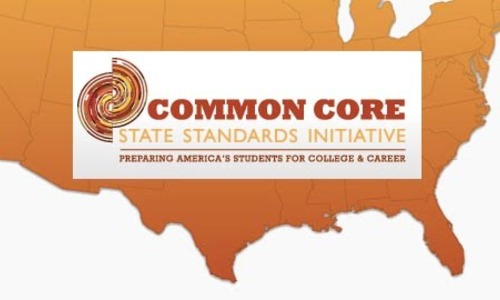 COMMON CORE
STATE STANDARDS INITIATIVE
PREPARING AMERICA'S STUDENTS FOR COLLEGE & CAREER